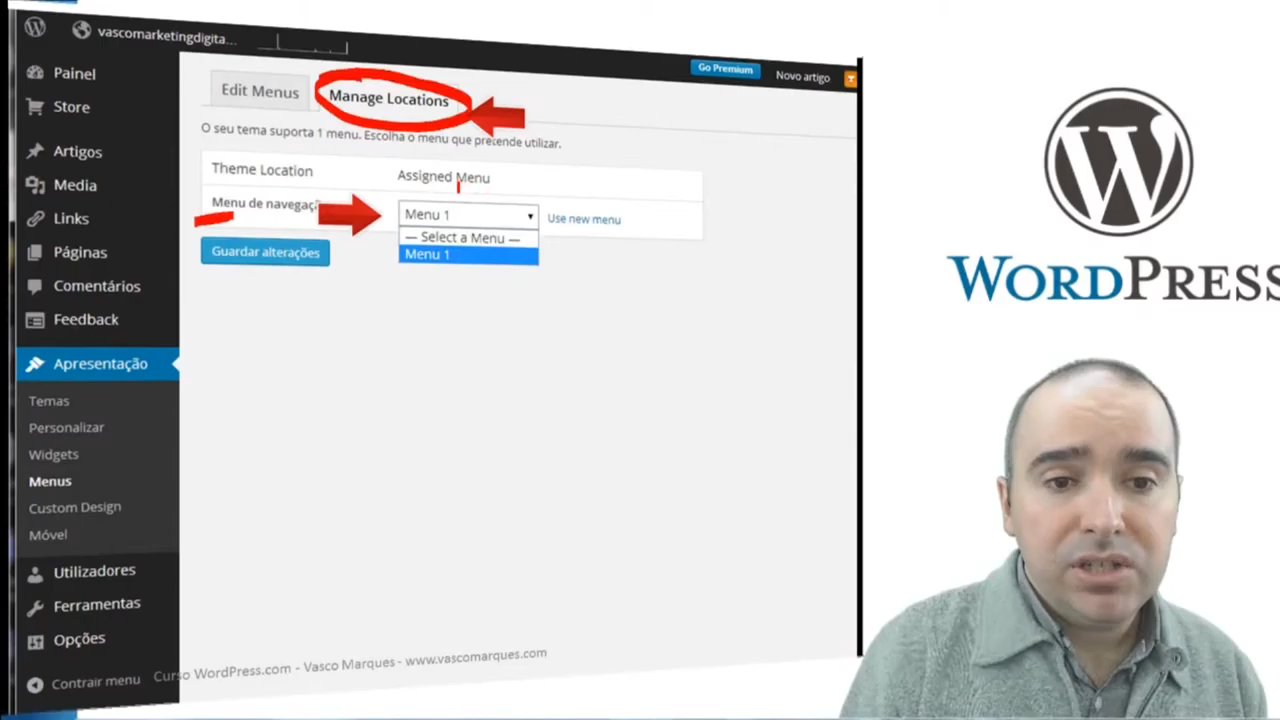 vascomarketingdigita...
Go Premium
Novo artigo
Painel
Store
Artigos
Media
Links
Páginas
Comentários
Feedback
Apresentação
Temas
Personalizar
Widgets
Menus
Custom Design
Móvel
Utilizadores
Ferramentas
Opções
Contrair menu
Edit Menus
Manage Locations
O seu tema suporta 1 menu. Escolha o menu que pretende utilizar.
Theme Location
Assigned Menu
Menu de navegaç
Menu 1
Use new menu
— Select a Menu —
Menu 1
Guardar alterações
Curso WordPress.com - Vasco Marques - www.vascomarques.com
W
WORDPRESS